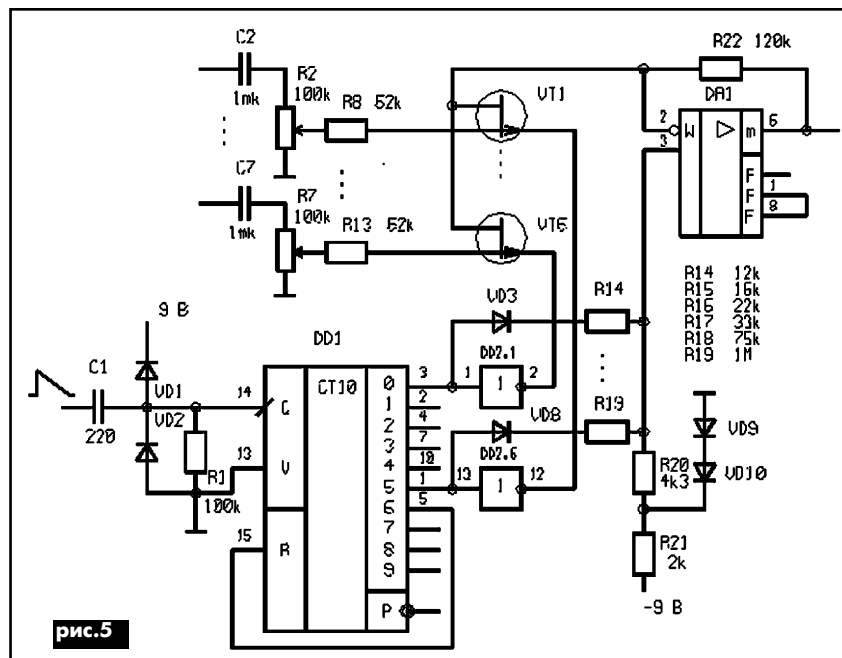 C2
R22 120k
R2
100k
1mk
R8 52k
VT1
DA1
2
3
W
m
6
F
F
F
1
8
C7
R7
100k
1mk
R13 52k
VT6
R14 12k
R15 16k
R16 22k
R17 33k
R18 75k
R19 1M
VD3
R14
9 В
DD1
C1
220
VD1
VD2
R1
100k
14
13
15
C
V
R
CT10
0
1
2
3
4
5
6
7
8
9
P
3
2
4
7
10
1
5
DD2.1
1
1
2
VD8
R19
DD2.6
13
1
12
VD9
VD10
R20
4k3
R21
2k
-9 В
рис.5